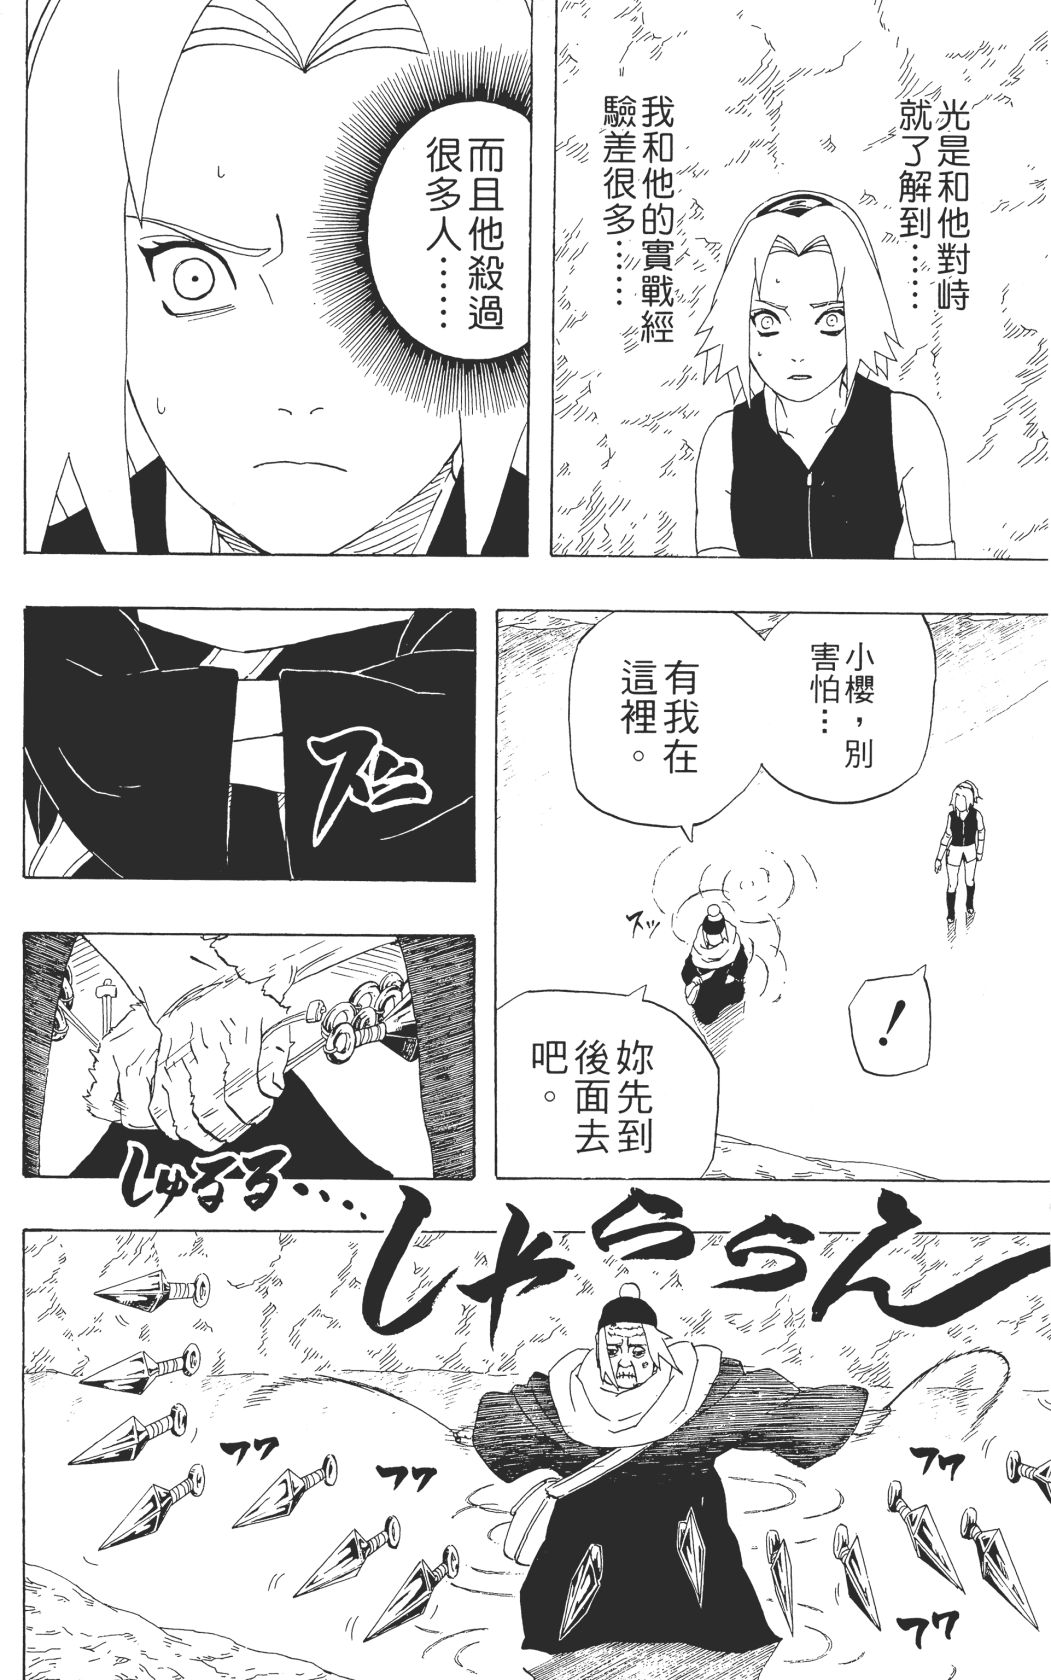 光是和他對峙
就了解到……
我和他的實戰經
驗差很多……
而且他殺過
很多人……
小櫻，別
害怕…
有我在
這裡。
スッ
！
妳先到
後面去
吧。
スーー
しゅるる…‥
しゃららん
フワ
フワ
フワ
フワ